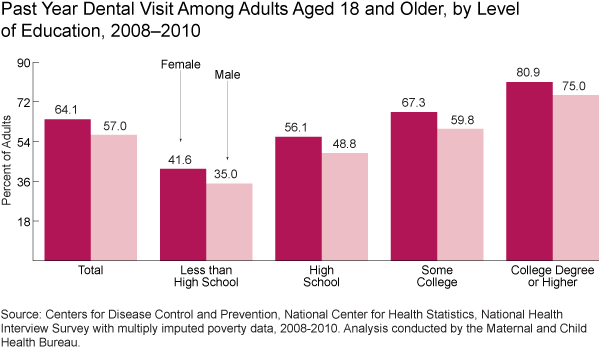 Past Year Dental Visit Among Adults Aged 18 and Older, by Level
of Education, 2008–2010
90
72
54
36
18
Percent of Adults
Female
Male
64.1
57.0
41.6
35.0
56.1
48.8
67.3
59.8
80.9
75.0
Total
Less than
High School
High
School
Some
College
College Degree
or Higher
Source: Centers for Disease Control and Prevention, National Center for Health Statistics, National Health
Interview Survey with multiply imputed poverty data, 2008-2010. Analysis conducted by the Maternal and Child
Health Bureau.